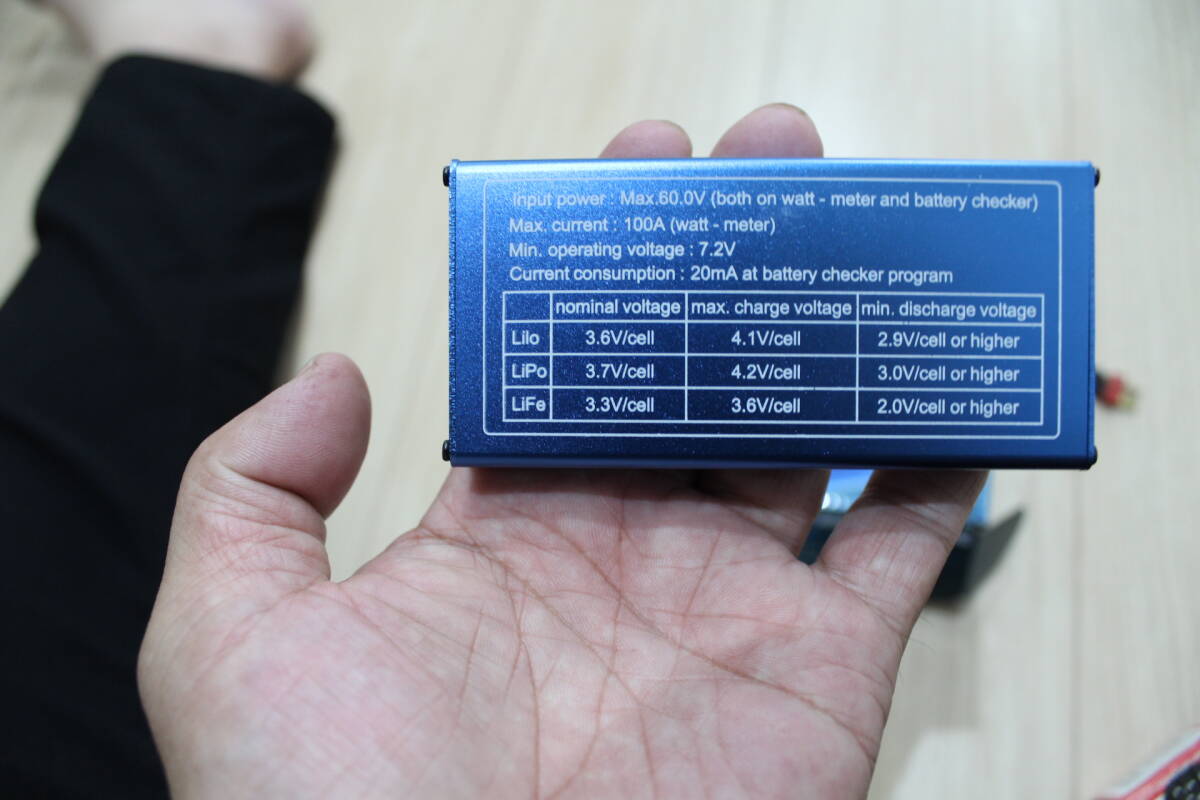 Input power : Max.60.0V (both on watt - meter and battery checker)
Max. current : 100A (watt - meter)
Min. operating voltage : 7.2V
Current consumption : 20mA at battery checker program
nominal voltage max. charge voltage min. discharge voltage
LiIo 3.6V/cell 4.1V/cell 2.9V/cell or higher
LiPo 3.7V/cell 4.2V/cell 3.0V/cell or higher
LiFe 3.3V/cell 3.6V/cell 2.0V/cell or higher